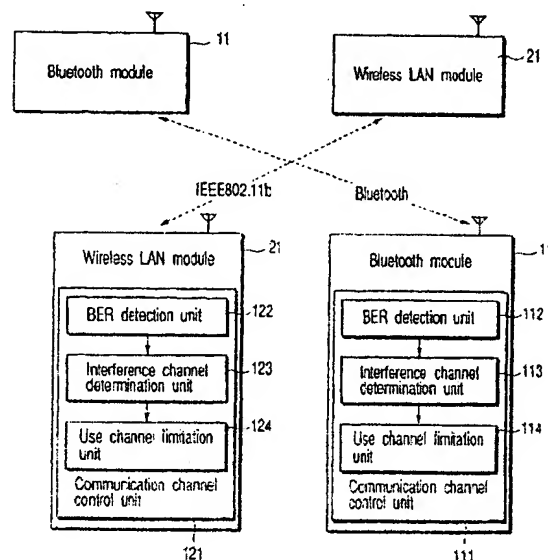 11
Bluetooth module
21
Wireless LAN module
IEEE802.11b
Bluetooth
21
Wireless LAN module
BER detection unit
122
Interference channel
determination unit
123
Use channel limitation
unit
124
Communication channel
control unit
121
11
Bluetooth module
BER detection unit
112
Interference channel
determination unit
113
Use channel limitation
unit
114
Communication channel
control unit
111